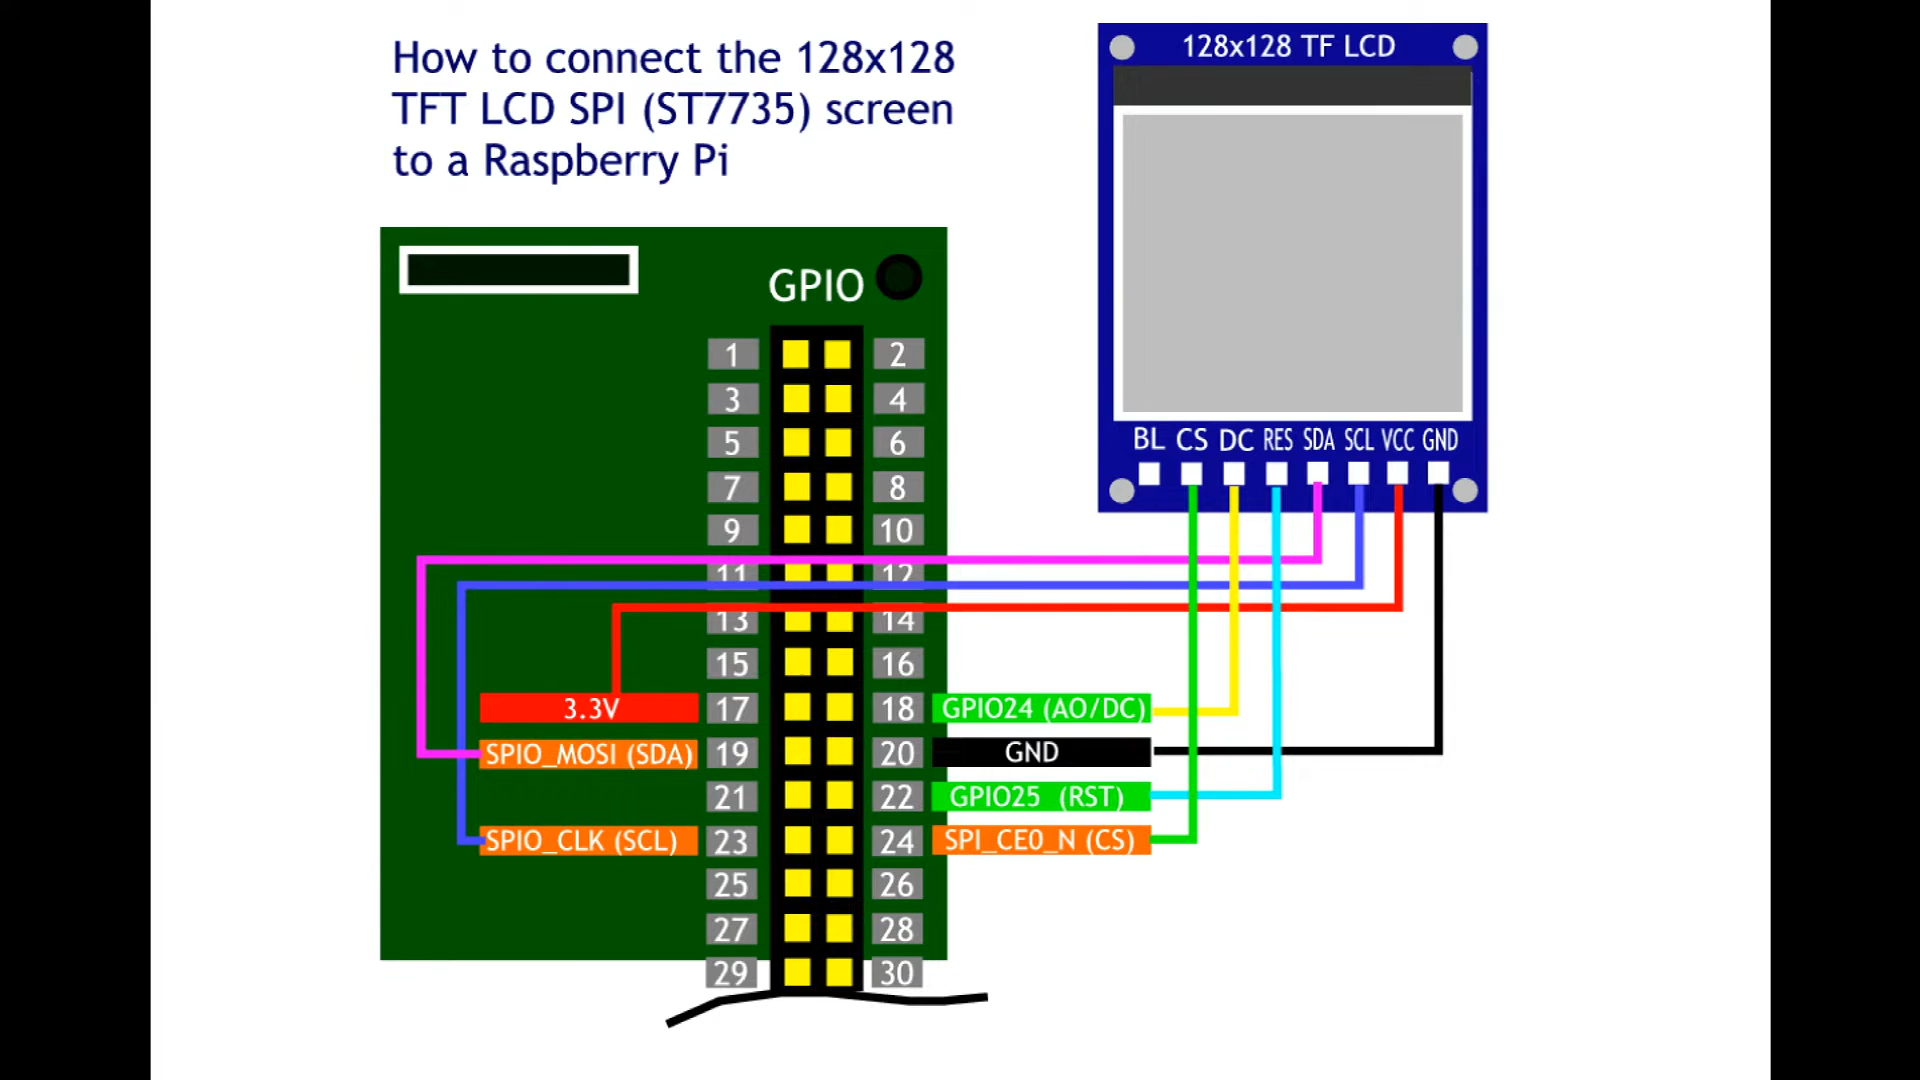 How to connect the 128x128
TFT LCD SPI (ST7735) screen
to a Raspberry Pi
128x128 TF LCD
BL CS DC RES SDA SCL VCC GND
GPIO
1 2
3 4
5 6
7 8
9 10
11 12
13 14
15 16
3.3V 17 18 GPIO24 (AO/DC)
SPIO_MOSI (SDA) 19 20 GND
21 22 GPIO25 (RST)
SPIO_CLK (SCL) 23 24 SPI_CE0_N (CS)
25 26
27 28
29 30